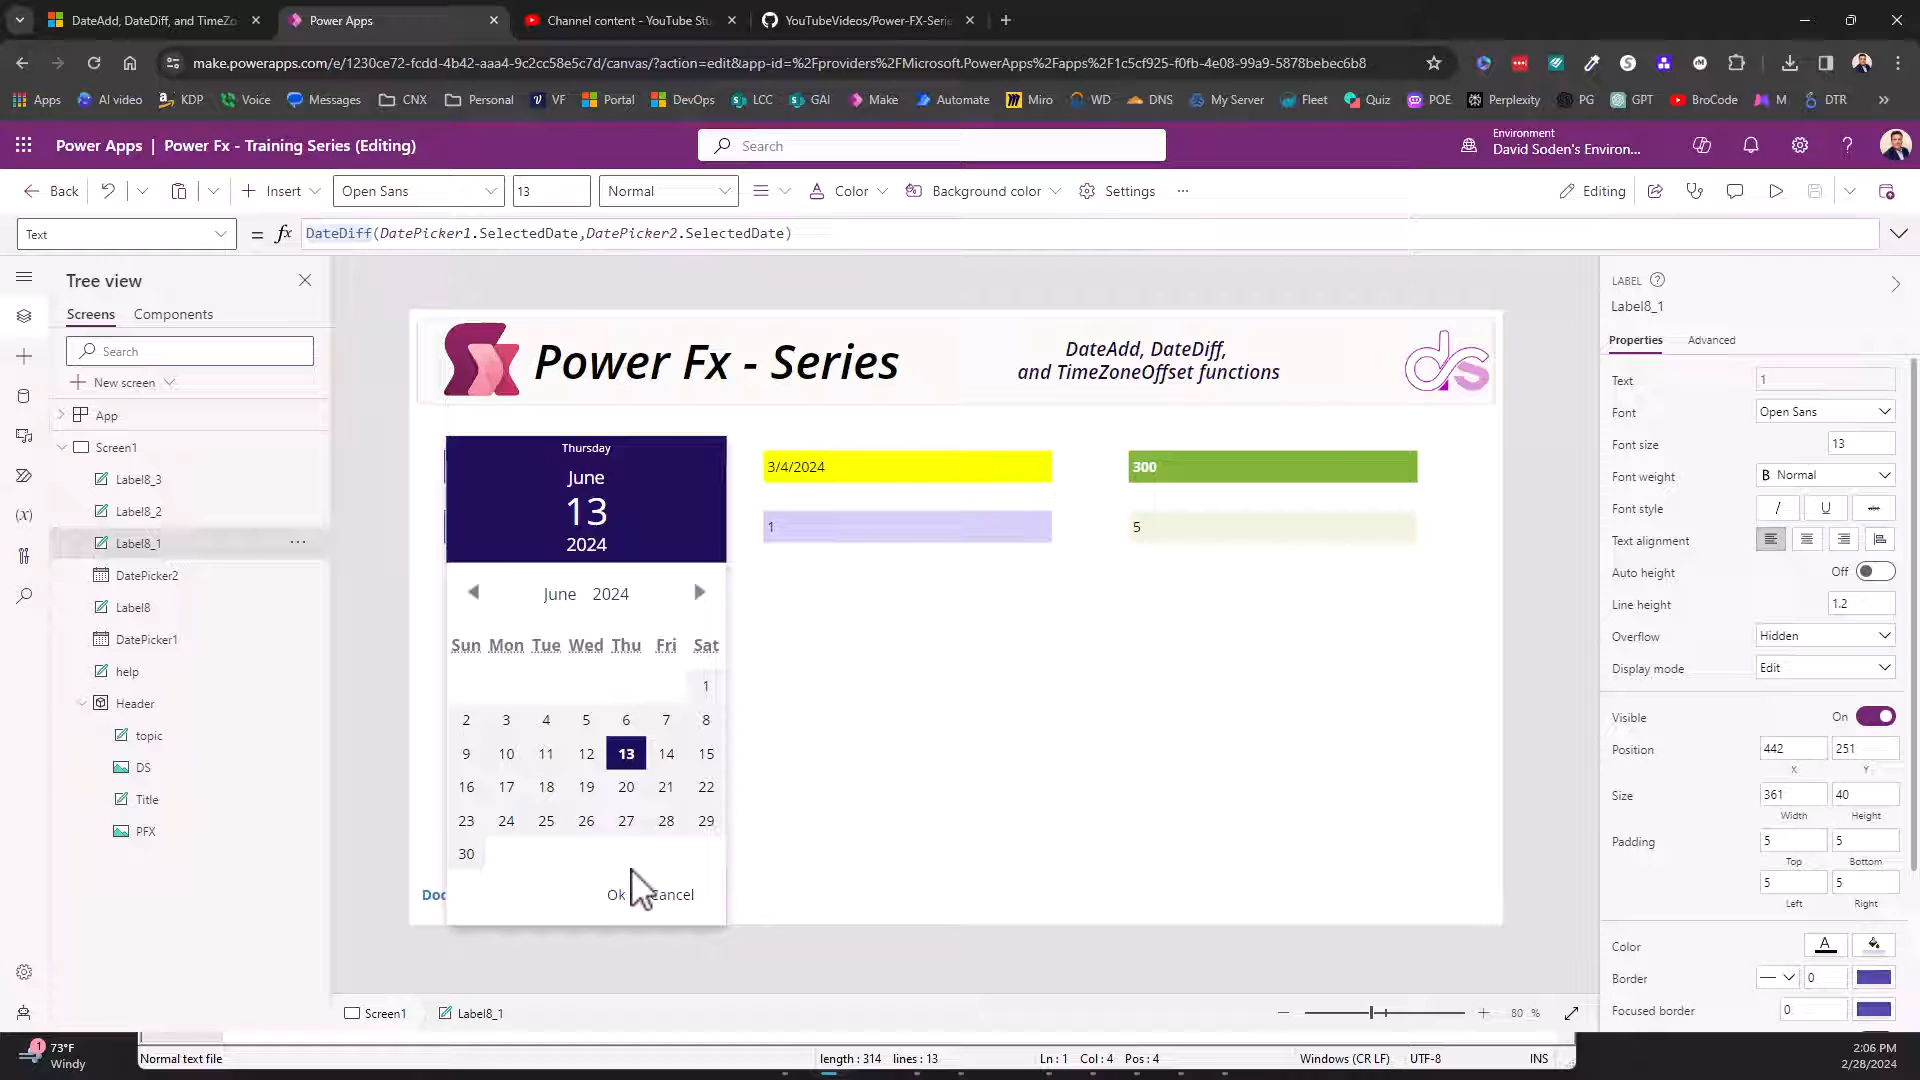 DateAdd, DateDiff, and TimeZo
Power Apps
Channel content - YouTube Stu
YouTubeVideos/Power-FX-Serie
make.powerapps.com/e/1230ce72-fcdd-4b42-aaa4-9c2cc58e5c7d/canvas/?action=edit&app-id=%2Fproviders%2FMicrosoft.PowerApps%2Fapps%2F1c5cf925-f0fb-4e08-99a9-5878bebec6b8
Apps AI video KDP Voice Messages CNX Personal VF Portal DevOps LCC GAI Make Automate Miro WD DNS My Server Fleet Quiz POE Perplexity PG GPT BroCode M DTR
Power Apps | Power Fx - Training Series (Editing)
Search
Environment
David Soden's Environ...
Back
Insert
Open Sans
13
Normal
Color
Background color
Settings
Editing
Text
= fx DateDiff(DatePicker1.SelectedDate,DatePicker2.SelectedDate)
Tree view
Screens Components
Search
New screen
App
Screen1
Label8_3
Label8_2
Label8_1
DatePicker2
Label8
DatePicker1
help
Header
topic
DS
Title
PFX
Power Fx - Series
DateAdd, DateDiff,
and TimeZoneOffset functions
ds
Thursday
June
13
2024
June 2024
Sun Mon Tue Wed Thu Fri Sat
1
2 3 4 5 6 7 8
9 10 11 12 13 14 15
16 17 18 19 20 21 22
23 24 25 26 27 28 29
30
Ok
3/4/2024
300
1
5
LABEL
Label8_1
Properties Advanced
Text 1
Font Open Sans
Font size 13
Font weight B Normal
Font style / U
Text alignment
Auto height Off
Line height 1.2
Overflow Hidden
Display mode Edit
Visible On
Position 442 251
X Y
Size 361 40
Width Height
Padding 5 5
Top Bottom
5 5
Left Right
Color A
Border 0
Focused border 0
Screen1
Label8_1
80 %
1
73°F
Windy
Normal text file
length : 314 lines : 13
Ln : 1 Col : 4 Pos : 4
Windows (CR LF)
UTF-8
INS
2:06 PM
2/28/2024